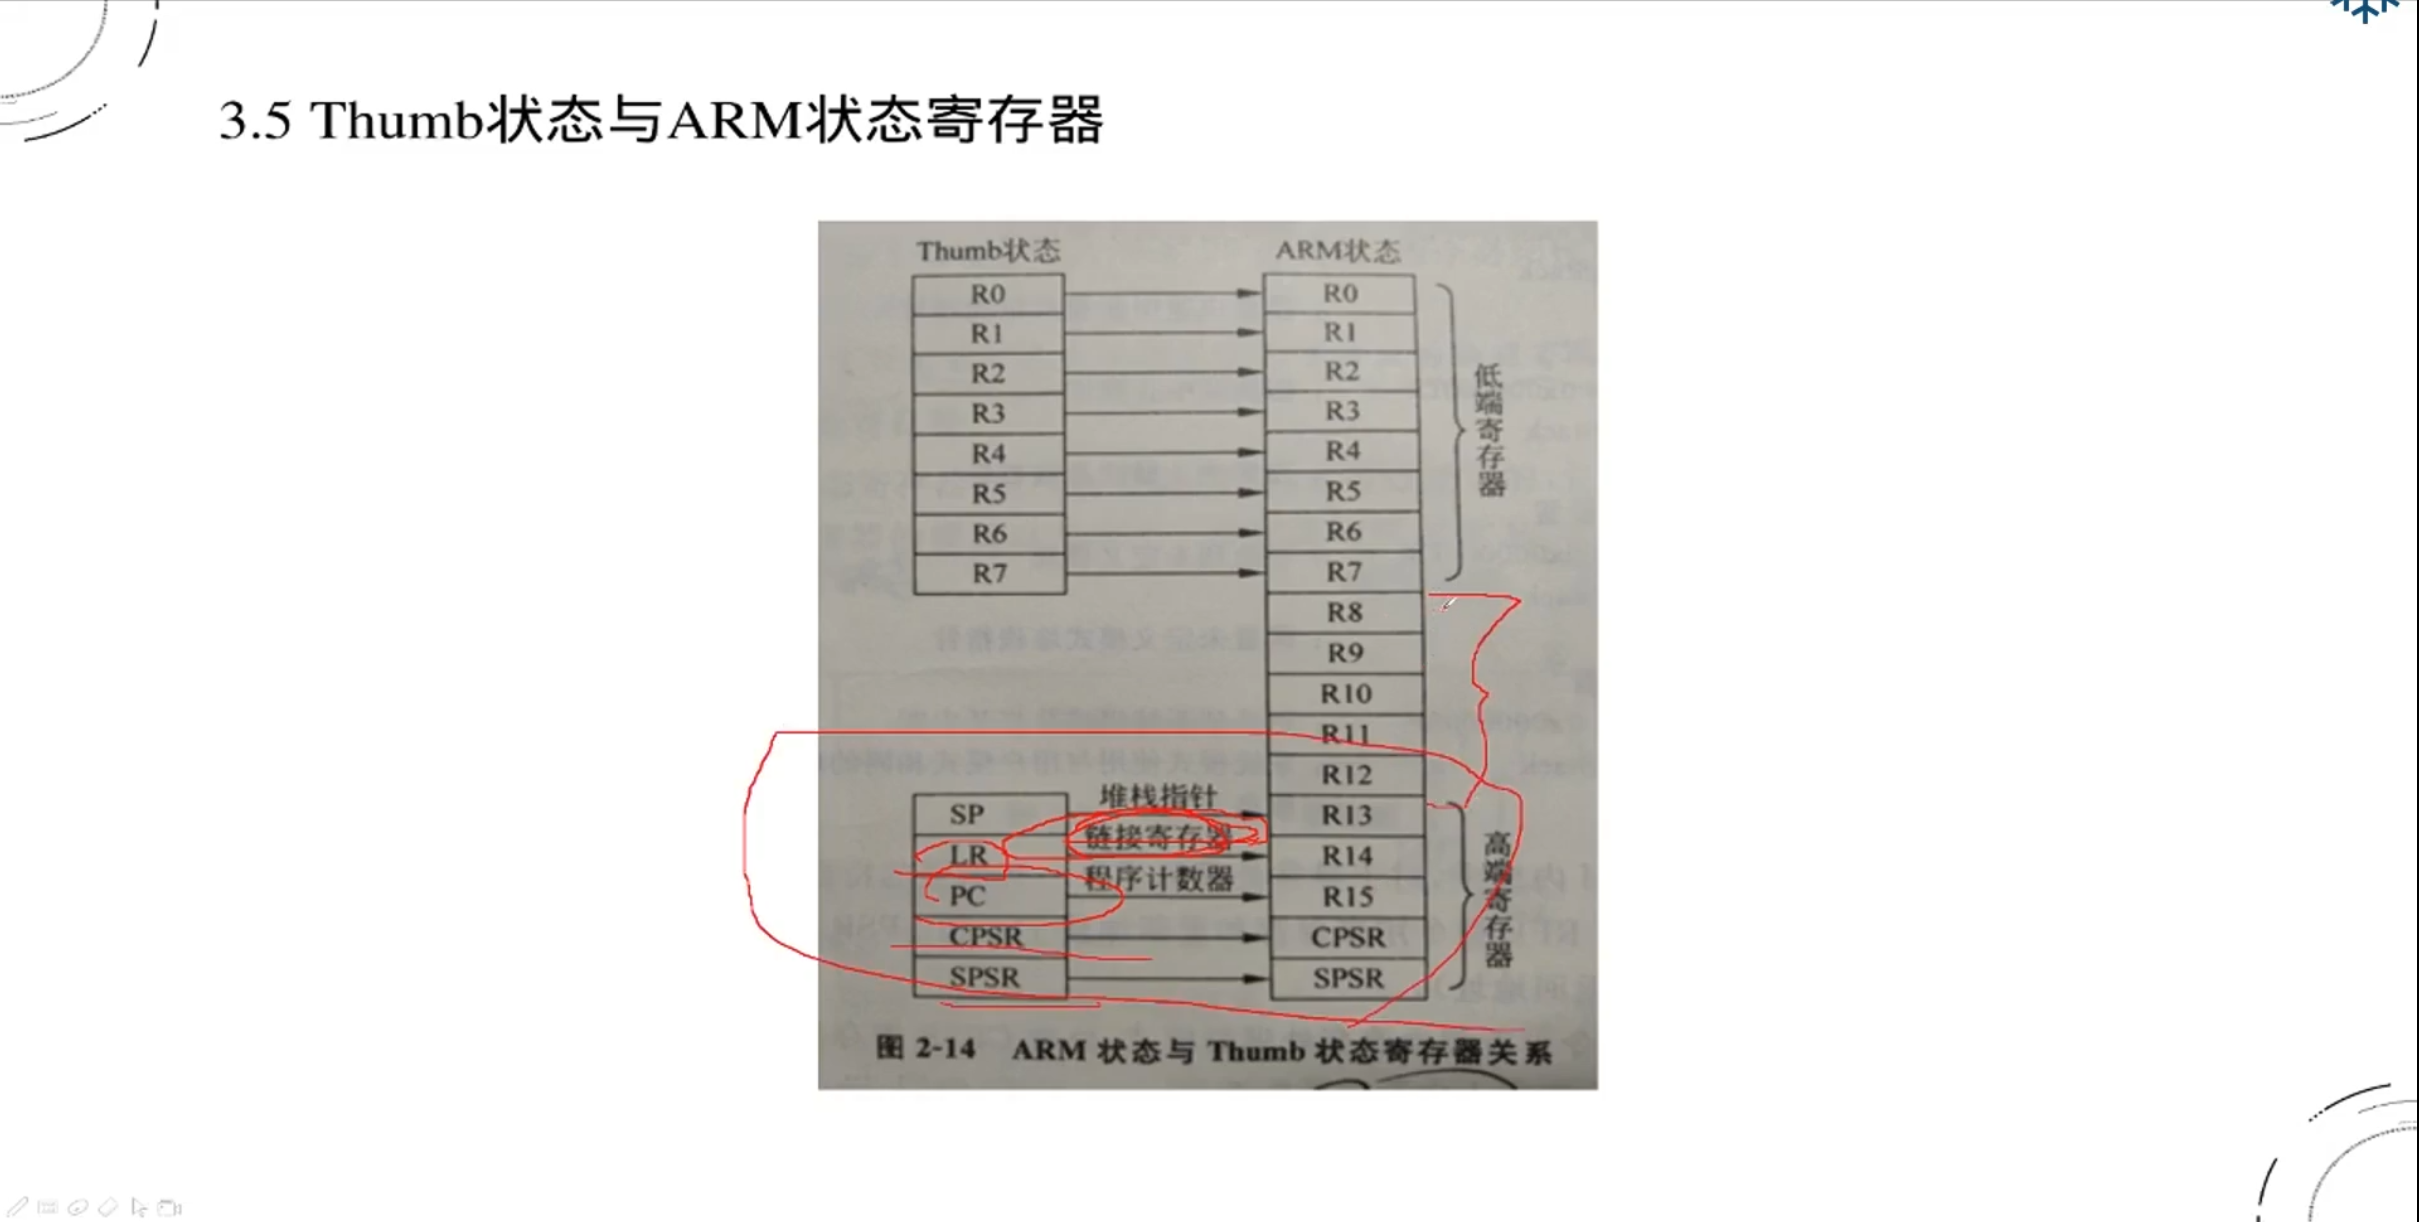 3.5 Thumb状态与ARM状态寄存器
Thumb状态
ARM状态
R0
R1
R2
R3
R4
R5
R6
R7
R0
R1
R2
R3
R4
R5
R6
R7
R8
R9
R10
R11
R12
R13
R14
R15
CPSR
SPSR
低端寄存器
SP
LR
PC
CPSR
SPSR
堆栈指针
链接寄存器
程序计数器
高端寄存器
图 2-14 ARM 状态与 Thumb 状态寄存器关系